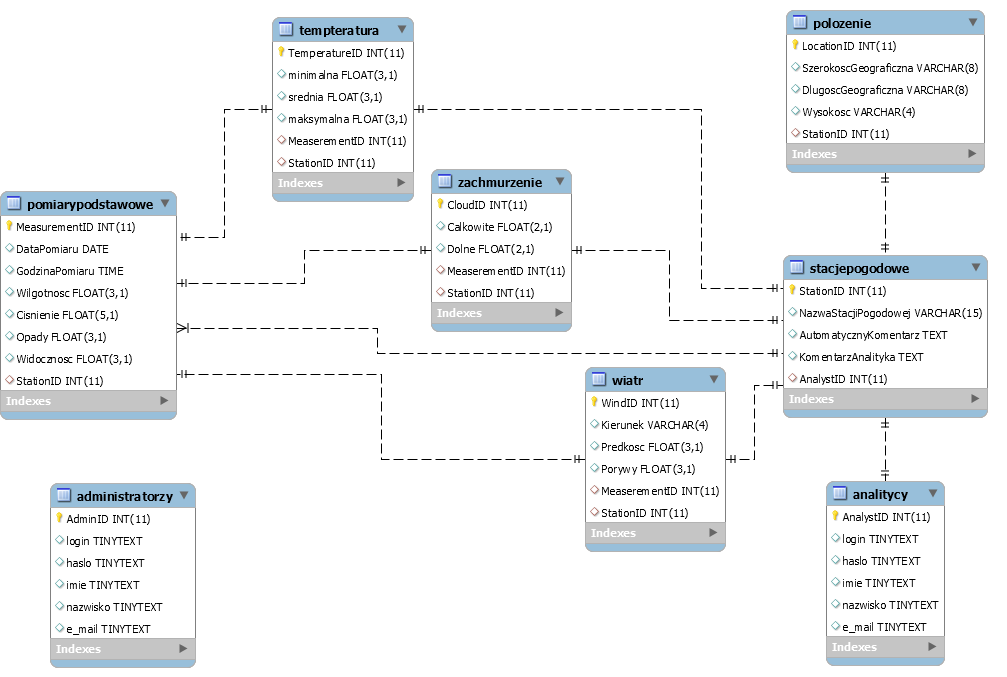 tempteratura
TemperatureID INT(11)
minimalna FLOAT(3,1)
srednia FLOAT(3,1)
maksymalna FLOAT(3,1)
MeaserementID INT(11)
StationID INT(11)
Indexes
polozenie
LocationID INT(11)
SzerokoscGeograficzna VARCHAR(8)
DlugoscGeograficzna VARCHAR(8)
Wysokosc VARCHAR(4)
StationID INT(11)
Indexes
zachmurzenie
CloudID INT(11)
Calkowite FLOAT(2,1)
Dolne FLOAT(2,1)
MeaserementID INT(11)
StationID INT(11)
Indexes
pomiarypodstawowe
MeasurementID INT(11)
DataPomiaru DATE
GodzinaPomiaru TIME
Wilgotnosc FLOAT(3,1)
Cisnienie FLOAT(5,1)
Opady FLOAT(3,1)
Widocznosc FLOAT(3,1)
StationID INT(11)
Indexes
stacjepogodowe
StationID INT(11)
NazwaStacjiPogodowej VARCHAR(15)
AutomatycznyKomentarz TEXT
KomentarzAnalityka TEXT
AnalystID INT(11)
Indexes
wiatr
WindID INT(11)
Kierunek VARCHAR(4)
Predkosc FLOAT(3,1)
Porywy FLOAT(3,1)
MeaserementID INT(11)
StationID INT(11)
Indexes
administratorzy
AdminID INT(11)
login TINYTEXT
haslo TINYTEXT
imie TINYTEXT
nazwisko TINYTEXT
e_mail TINYTEXT
Indexes
analitycy
AnalystID INT(11)
login TINYTEXT
haslo TINYTEXT
imie TINYTEXT
nazwisko TINYTEXT
e_mail TINYTEXT
Indexes